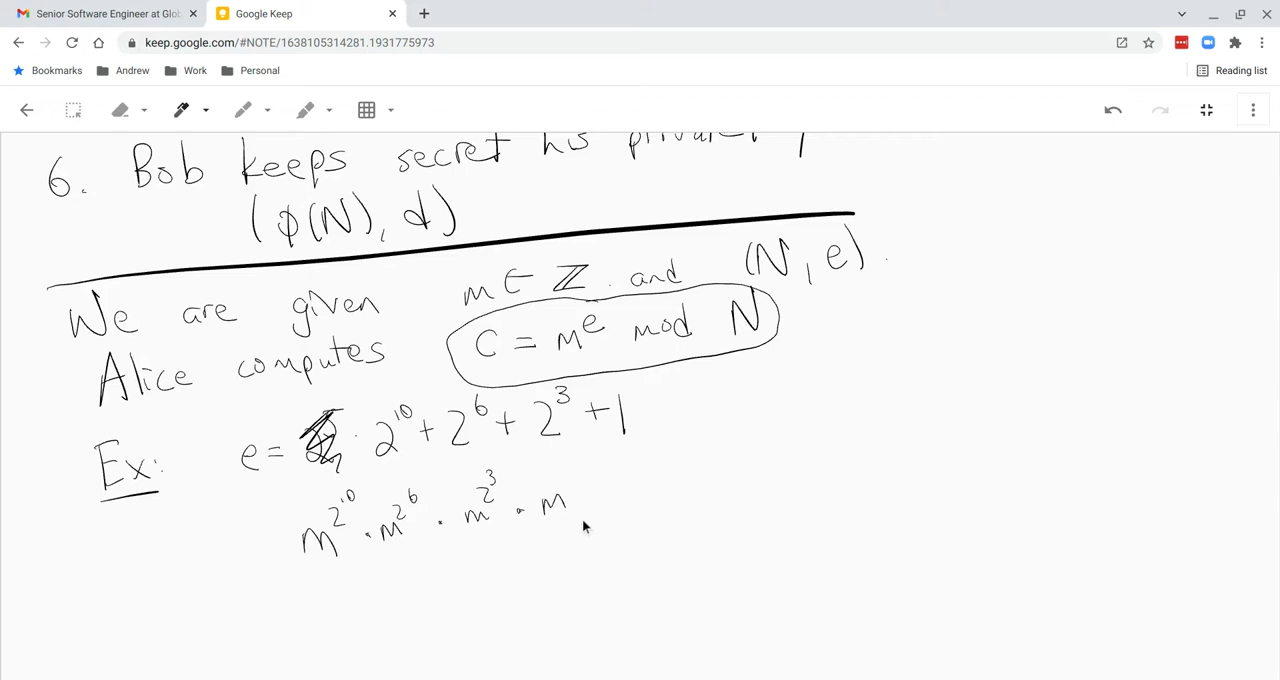 Senior Software Engineer at Glob
Google Keep
keep.google.com/#NOTE/1638105314281.1931775973
Bookmarks Andrew Work Personal Reading list
6. Bob keeps secret his
(ϕ(N), d)
We are given m ∈ ℤ and (N, e).
Alice computes C = m^e mod N
Ex: e = 2^10 + 2^6 + 2^3 + 1
m^2^10 · m^2^6 · m^2^3 · m